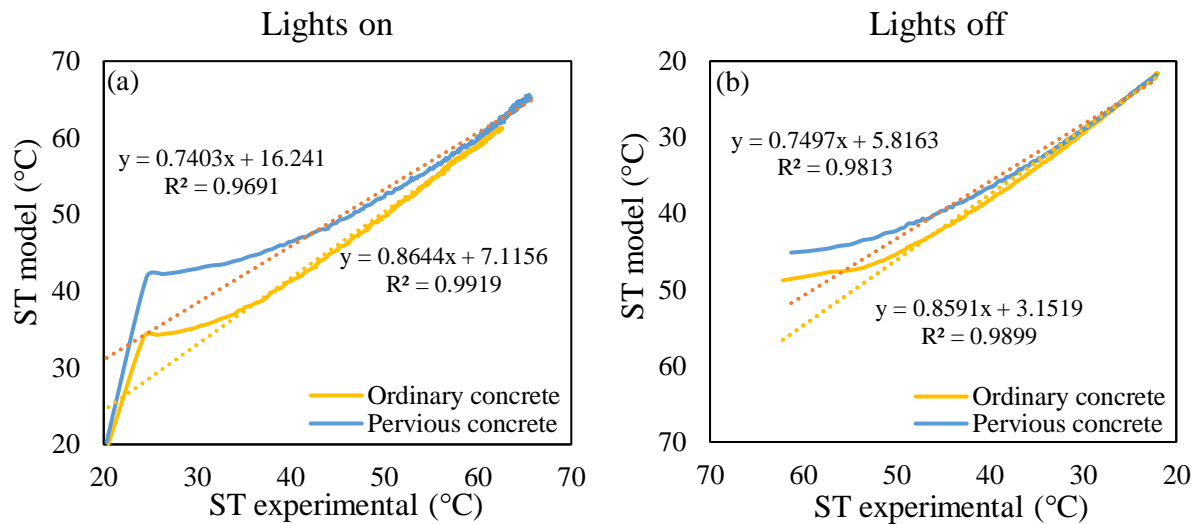 Lights on
(a)
70
60
50
40
30
20
ST model (°C)
y = 0.7403x + 16.241
R² = 0.9691
y = 0.8644x + 7.1156
R² = 0.9919
Ordinary concrete
Pervious concrete
20 30 40 50 60 70
ST experimental (°C)
Lights off
(b)
20
30
40
50
60
70
ST model (°C)
y = 0.7497x + 5.8163
R² = 0.9813
y = 0.8591x + 3.1519
R² = 0.9899
Ordinary concrete
Pervious concrete
70 60 50 40 30 20
ST experimental (°C)